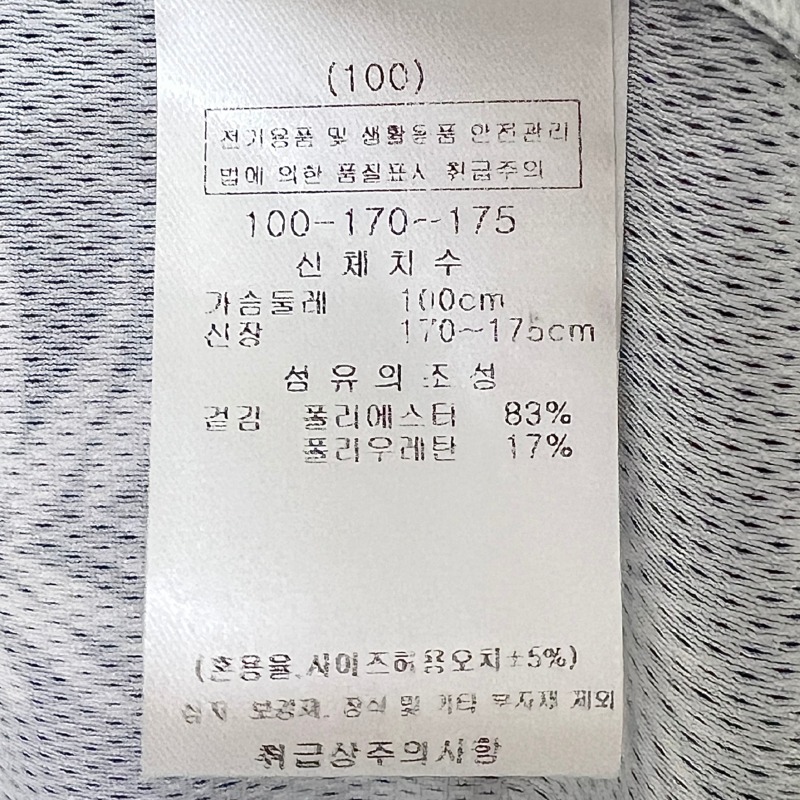 (100)
전기용품 및 생활용품 안전관리
법에 의한 품질표시 취급주의
100-170--175
신체치수
가슴둘레 100cm
신장 170~175cm
섬유의 조성
겉감 폴리에스터 83%
폴리우레탄 17%
(혼용율, 사이즈허용오차±5%)
심지, 보강재, 장식 및 기타 부자재 제외
취급상주의사항